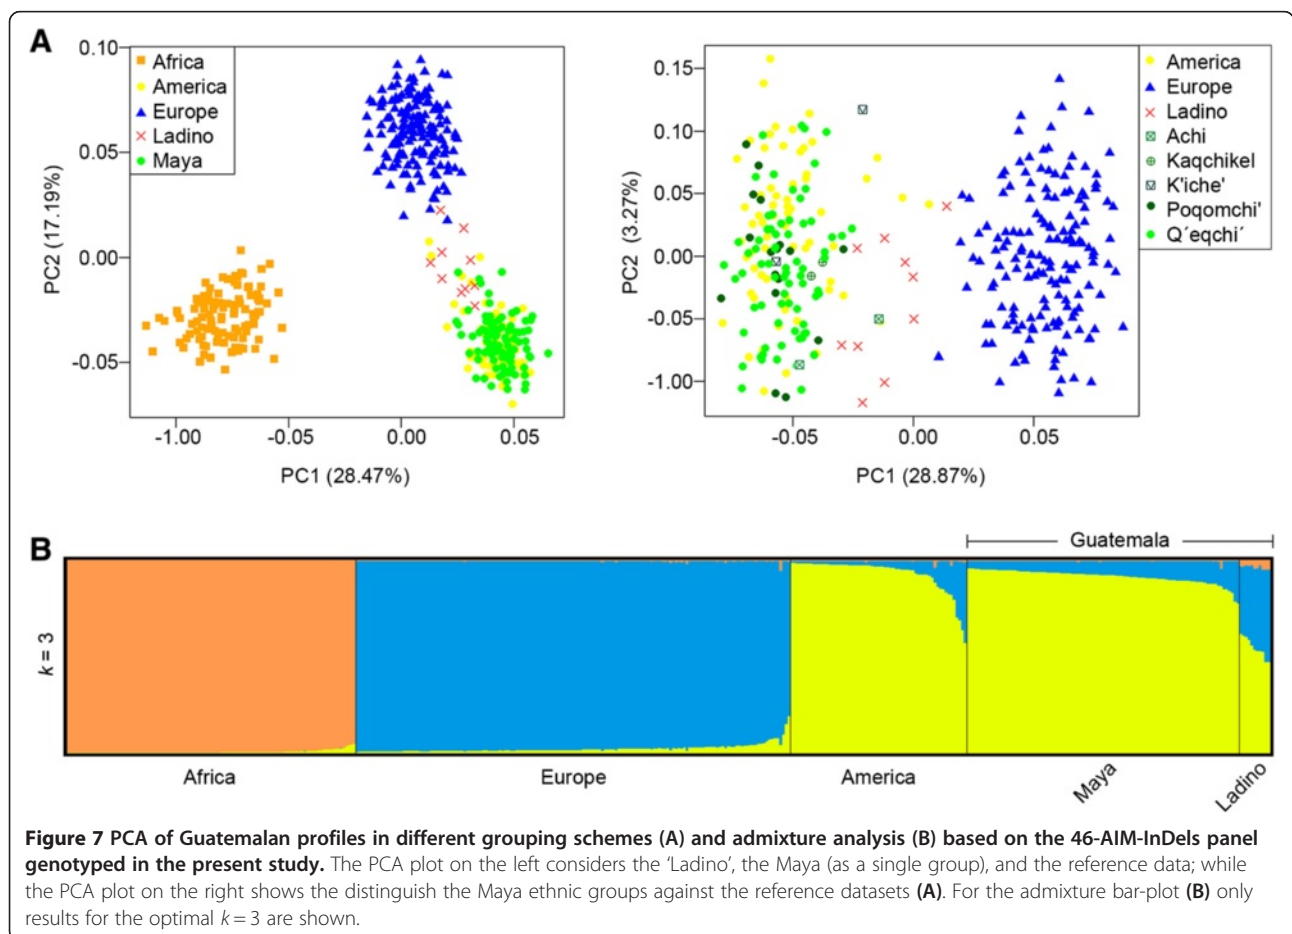 A
0.10
0.05
0.00
-0.05
PC2 (17.19%)
-1.00 -0.05 0.00 0.05
PC1 (28.47%)
Africa
America
Europe
Ladino
Maya
0.15
0.10
0.05
0.00
-0.05
-1.00
PC2 (3.27%)
-0.05 0.00 0.05
PC1 (28.87%)
America
Europe
Ladino
Achi
Kaqchikel
K'iche'
Poqomchi'
Q´eqchi´
B
Guatemala
k = 3
Africa Europe America Maya Ladino
Figure 7 PCA of Guatemalan profiles in different grouping schemes (A) and admixture analysis (B) based on the 46-AIM-InDels panel
genotyped in the present study. The PCA plot on the left considers the ‘Ladino’, the Maya (as a single group), and the reference data; while
the PCA plot on the right shows the distinguish the Maya ethnic groups against the reference datasets (A). For the admixture bar-plot (B) only
results for the optimal k = 3 are shown.